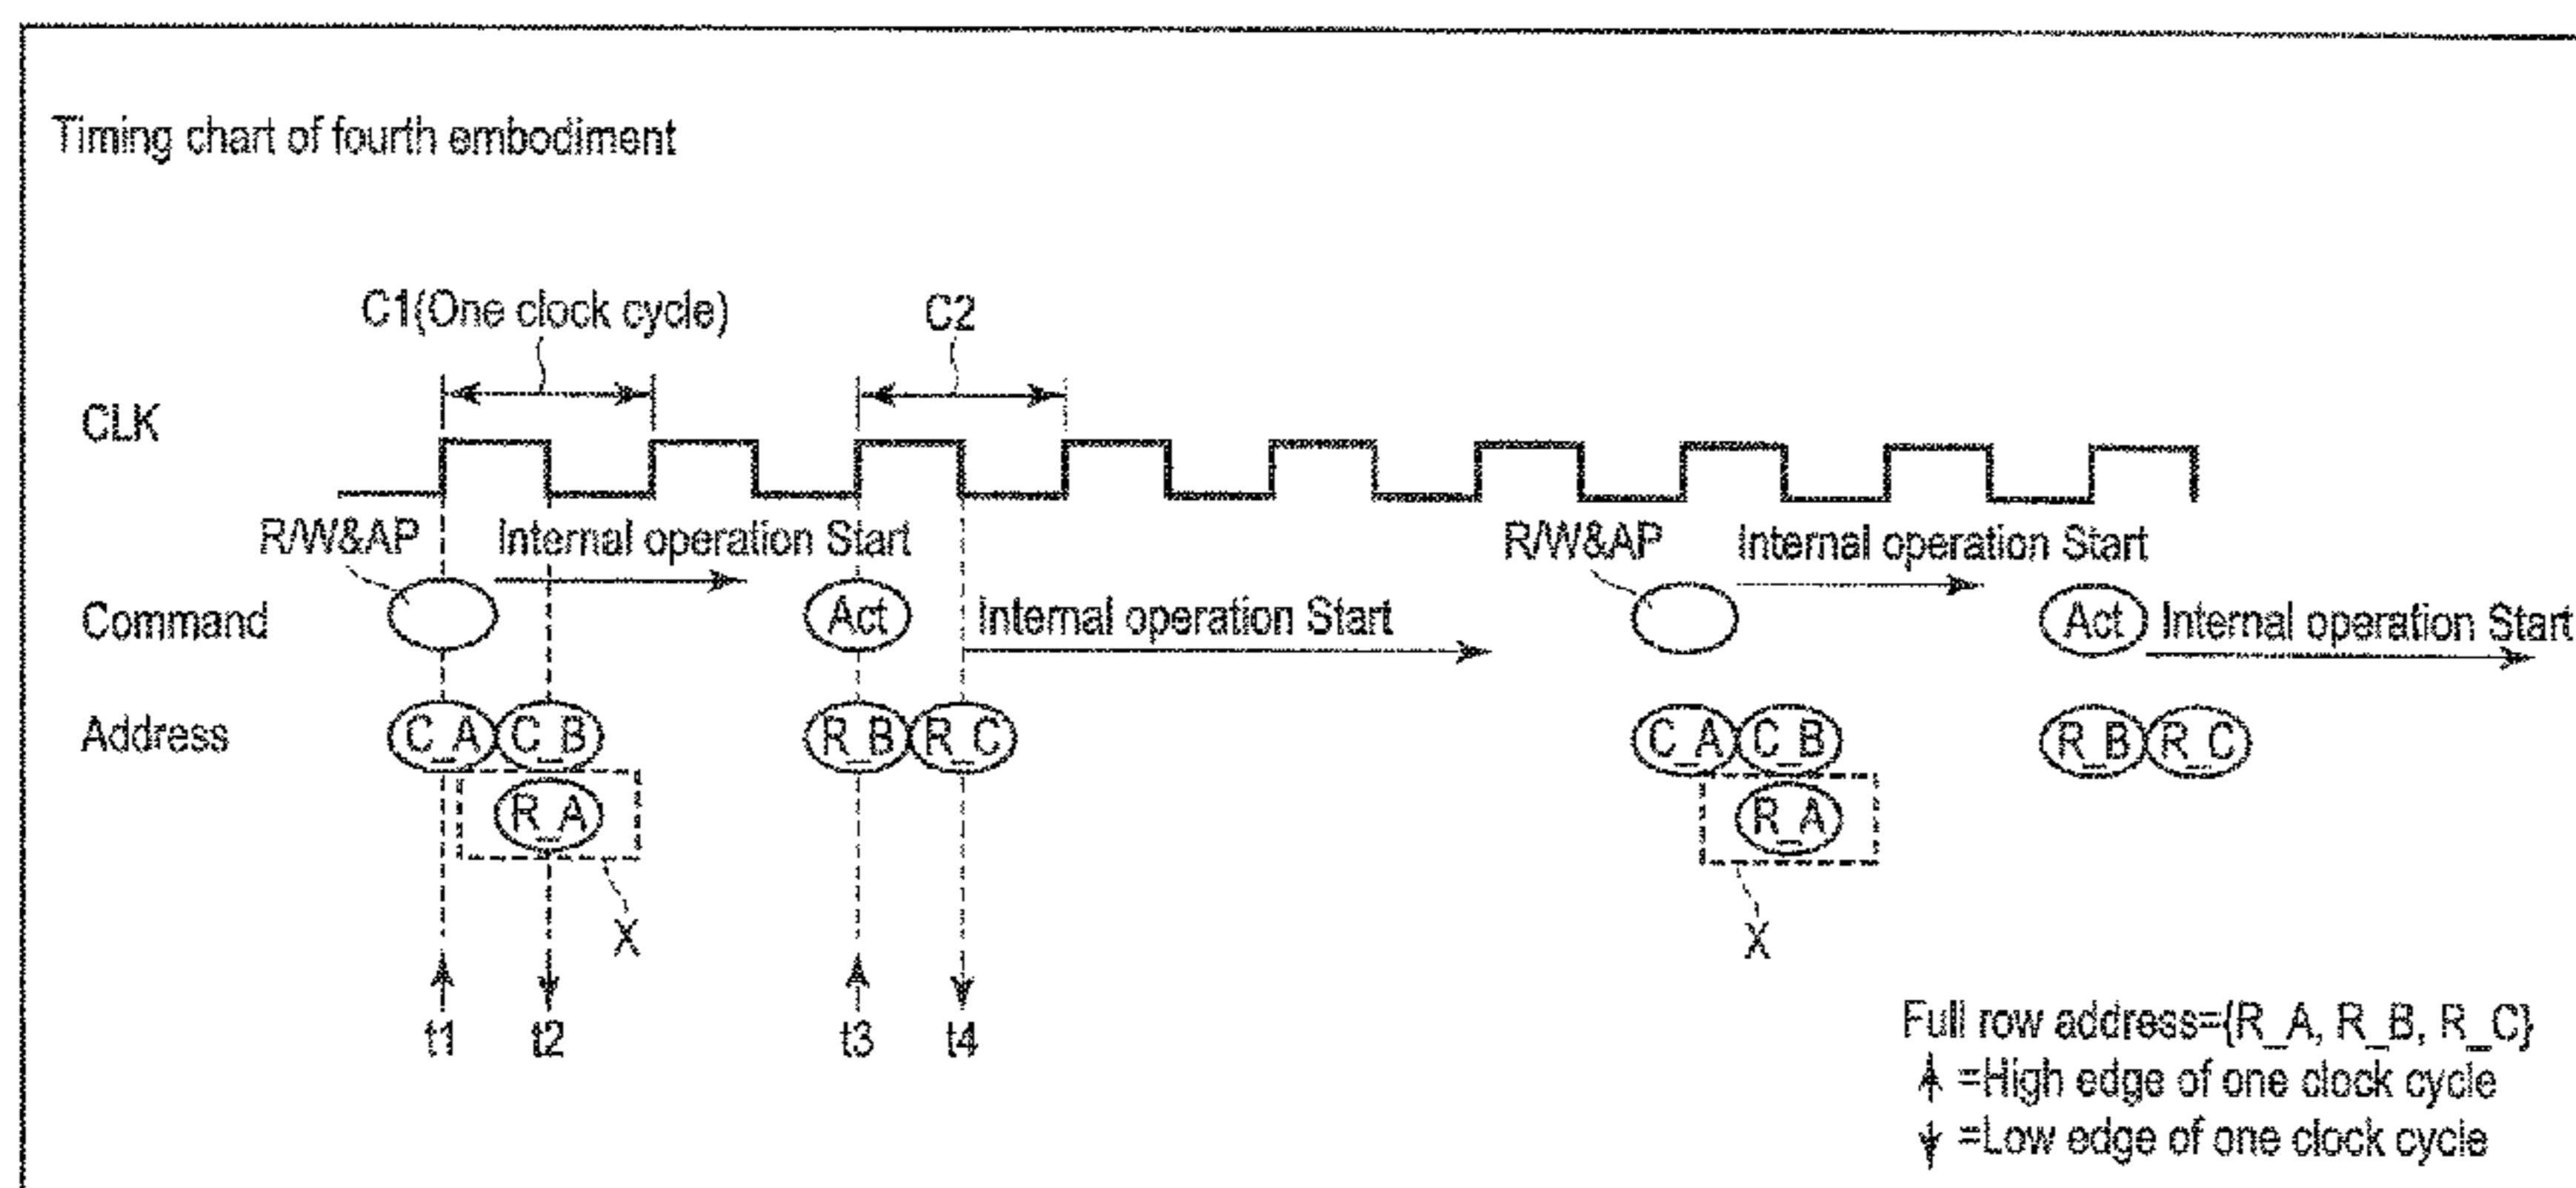 Timing chart of fourth embodiment
C1(One clock cycle) C2
CLK
R/W&AP Internal operation Start R/W&AP Internal operation Start
Command Act Internal operation Start Act Internal operation Start
Address C_A C_B R_B R_C C_A C_B R_B R_C
R_A R_A
X X
t1 t2 t3 t4
Full row address={R_A, R_B, R_C}
↑ =High edge of one clock cycle
↓ =Low edge of one clock cycle